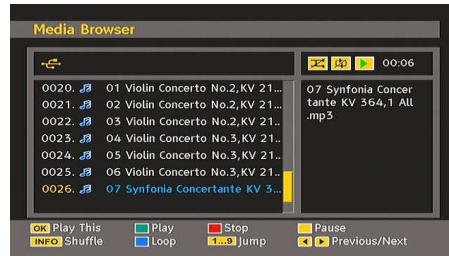 Media Browser
00:06
0020. 01 Violin Concerto No.2,KV 21...
0021. 02 Violin Concerto No.2,KV 21...
0022. 03 Violin Concerto No.2,KV 21..
0023. 04 Violin Concerto No.3,KV 21..
0024. 05 Violin Concerto No.3,KV 21..
0025. 06 Violin Concerto No.3,KV 21..
0026. 07 Synfonia Concertante KV 3...
07 Synfonia Concer
tante KV 364,1 All
.mp3
OK Play This Play Stop Pause
INFO Shuffle Loop 1...9 Jump Previous/Next